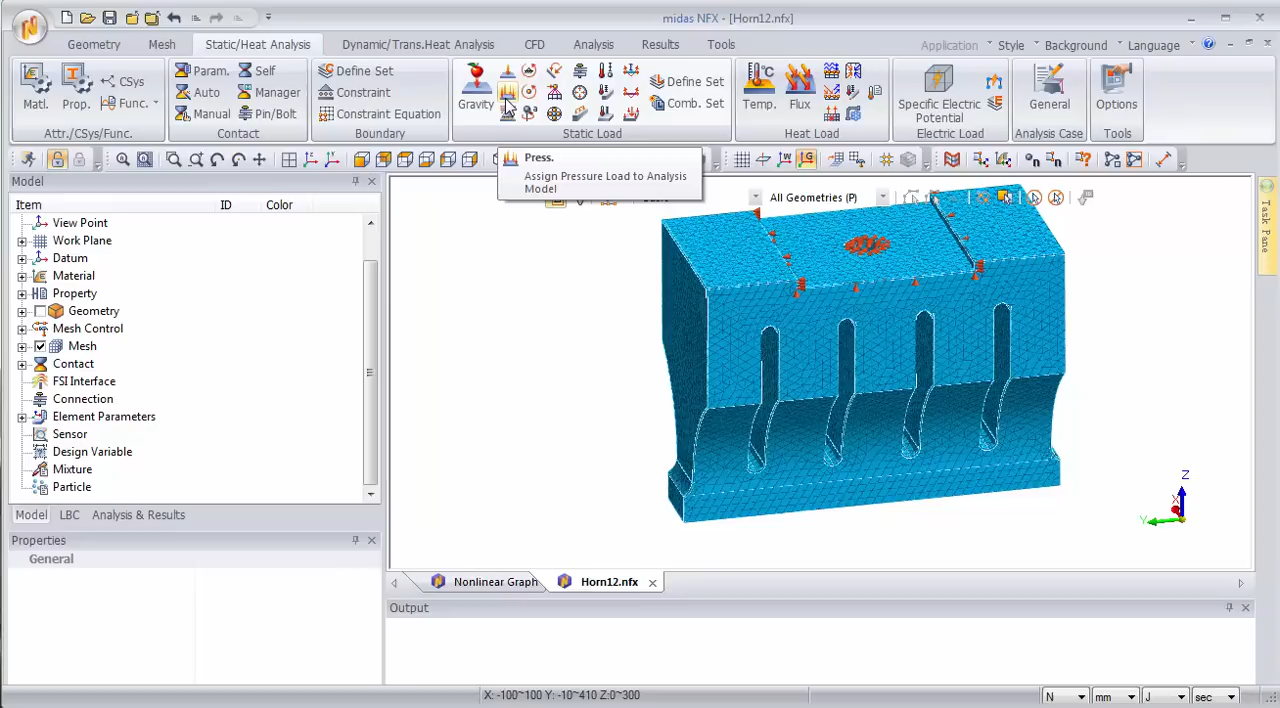 midas NFX - [Horn12.nfx]
Geometry Mesh Static/Heat Analysis Dynamic/Trans.Heat Analysis CFD Analysis Results Tools
Application Style Background Language
Matl. Prop. CSys Func.
Attr./CSys/Func.
Param. Self
Auto Manager
Manual Pin/Bolt
Contact
Define Set
Constraint
Constraint Equation
Boundary
Gravity
Define Set
Comb. Set
Static Load
Temp. Flux
Heat Load
Specific Electric
Potential
Electric Load
General
Analysis Case
Options
Tools
Press.
Assign Pressure Load to Analysis
Model
All Geometries (P)
Task Pane
Model
Item ID Color
View Point
Work Plane
Datum
Material
Property
Geometry
Mesh Control
Mesh
Contact
FSI Interface
Connection
Element Parameters
Sensor
Design Variable
Mixture
Particle
Model LBC Analysis & Results
Properties
General
Z
X
Y
Nonlinear Graph Horn12.nfx
Output
X: -100~100 Y: -10~410 Z:0~300
N mm J sec